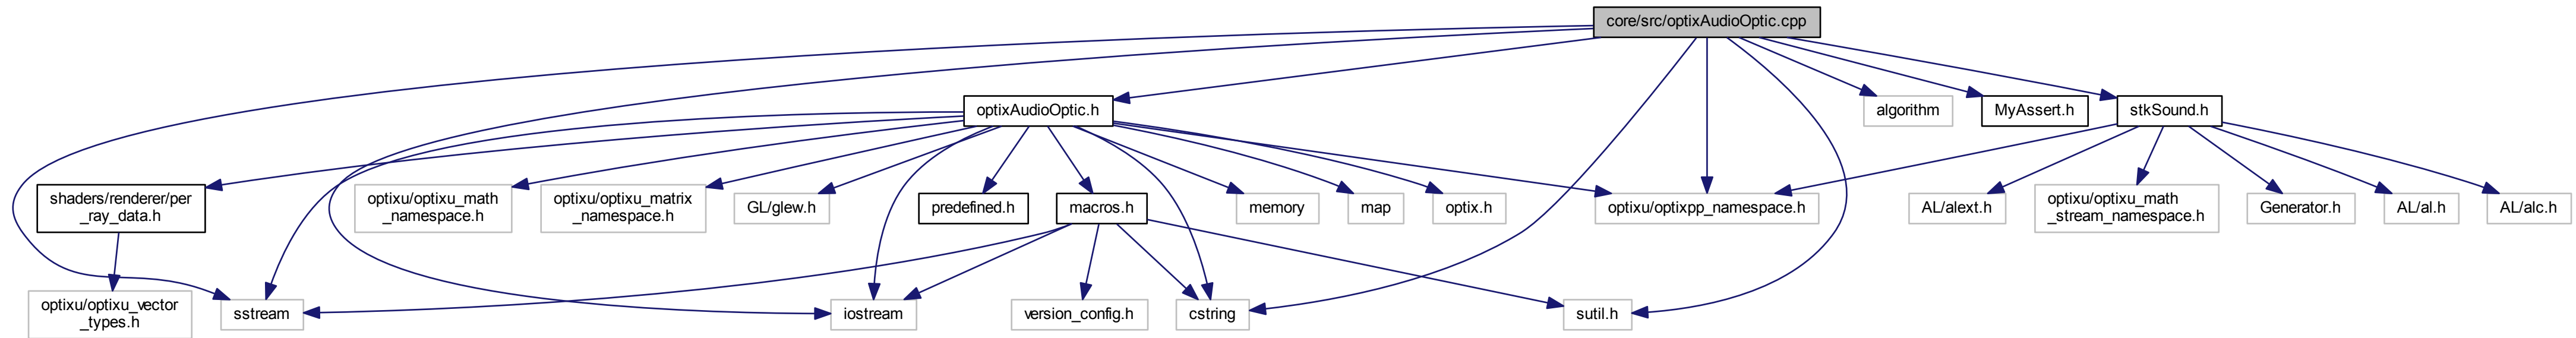 core/src/optixAudioOptic.cpp
optixAudioOptic.h
algorithm
MyAssert.h
stkSound.h
shaders/renderer/per
_ray_data.h
optixu/optixu_math
_namespace.h
optixu/optixu_matrix
_namespace.h
GL/glew.h
predefined.h
macros.h
memory
map
optix.h
optixu/optixpp_namespace.h
AL/alext.h
optixu/optixu_math
_stream_namespace.h
Generator.h
AL/al.h
AL/alc.h
optixu/optixu_vector
_types.h
sstream
iostream
version_config.h
cstring
sutil.h